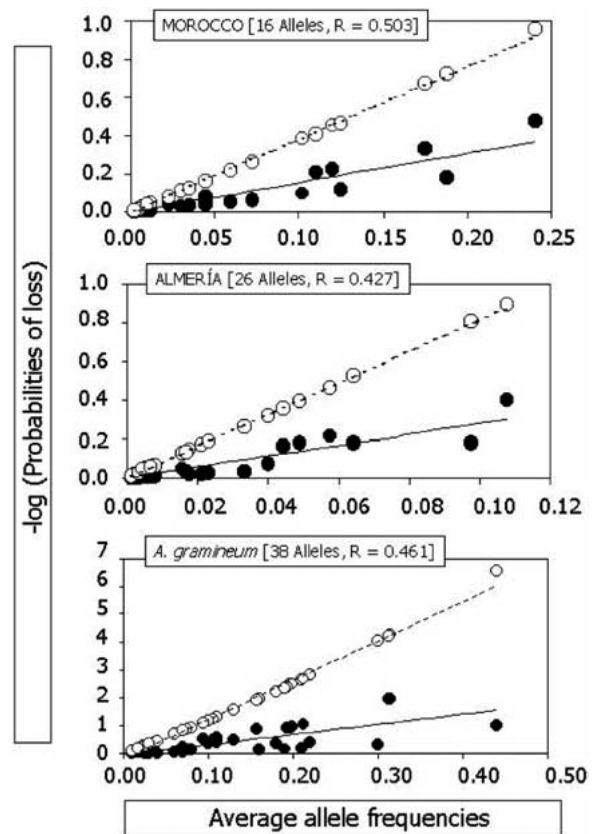 -log (Probabilities of loss)
MOROCCO [16 Alleles, R = 0.503]
1.0
0.8
0.6
0.4
0.2
0.0
0.00 0.05 0.10 0.15 0.20 0.25
ALMERÍA [26 Alleles, R = 0.427]
1.0
0.8
0.6
0.4
0.2
0.0
0.00 0.02 0.04 0.06 0.08 0.10 0.12
A. gramineum [38 Alleles, R = 0.461]
7
6
5
4
3
2
1
0
0.00 0.10 0.20 0.30 0.40 0.50
Average allele frequencies